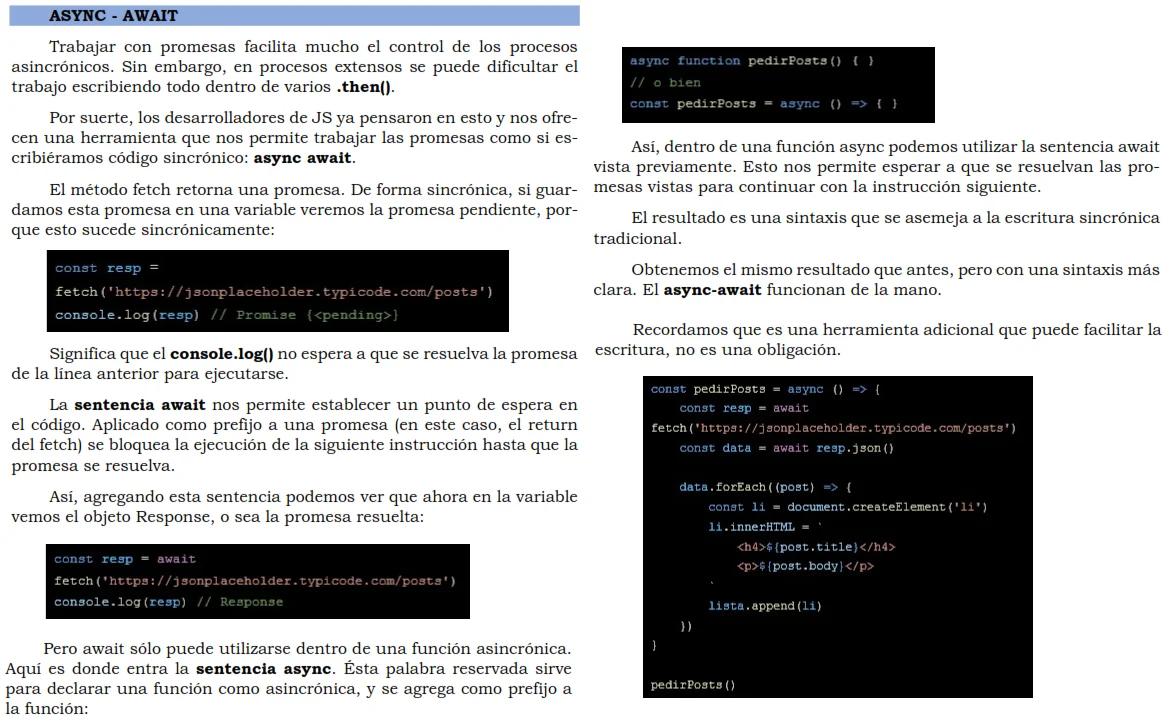 ASYNC - AWAIT
Trabajar con promesas facilita mucho el control de los procesos
asincrónicos. Sin embargo, en procesos extensos se puede dificultar el
trabajo escribiendo todo dentro de varios .then().
Por suerte, los desarrolladores de JS ya pensaron en esto y nos ofre-
cen una herramienta que nos permite trabajar las promesas como si es-
cribiéramos código sincrónico: async await.
El método fetch retorna una promesa. De forma sincrónica, si guar-
damos esta promesa en una variable veremos la promesa pendiente, por-
que esto sucede sincrónicamente:
const resp =
fetch('https://jsonplaceholder.typicode.com/posts')
console.log(resp) // Promise {<pending>}
Significa que el console.log() no espera a que se resuelva la promesa
de la línea anterior para ejecutarse.
La sentencia await nos permite establecer un punto de espera en
el código. Aplicado como prefijo a una promesa (en este caso, el return
del fetch) se bloquea la ejecución de la siguiente instrucción hasta que la
promesa se resuelva.
Así, agregando esta sentencia podemos ver que ahora en la variable
vemos el objeto Response, o sea la promesa resuelta:
const resp = await
fetch('https://jsonplaceholder.typicode.com/posts')
console.log(resp) // Response
Pero await sólo puede utilizarse dentro de una función asincrónica.
Aquí es donde entra la sentencia async. Ésta palabra reservada sirve
para declarar una función como asincrónica, y se agrega como prefijo a
la función:
async function pedirPosts() { }
// o bien
const pedirPosts = async () => { }
Así, dentro de una función async podemos utilizar la sentencia await
vista previamente. Esto nos permite esperar a que se resuelvan las pro-
mesas vistas para continuar con la instrucción siguiente.
El resultado es una sintaxis que se asemeja a la escritura sincrónica
tradicional.
Obtenemos el mismo resultado que antes, pero con una sintaxis más
clara. El async-await funcionan de la mano.
Recordamos que es una herramienta adicional que puede facilitar la
escritura, no es una obligación.
const pedirPosts = async () => {
const resp = await
fetch('https://jsonplaceholder.typicode.com/posts')
const data = await resp.json()
data.forEach((post) => {
const li = document.createElement('li')
li.innerHTML = `
<h4>${post.title}</h4>
<p>${post.body}</p>
`
lista.append(li)
})
}
pedirPosts()